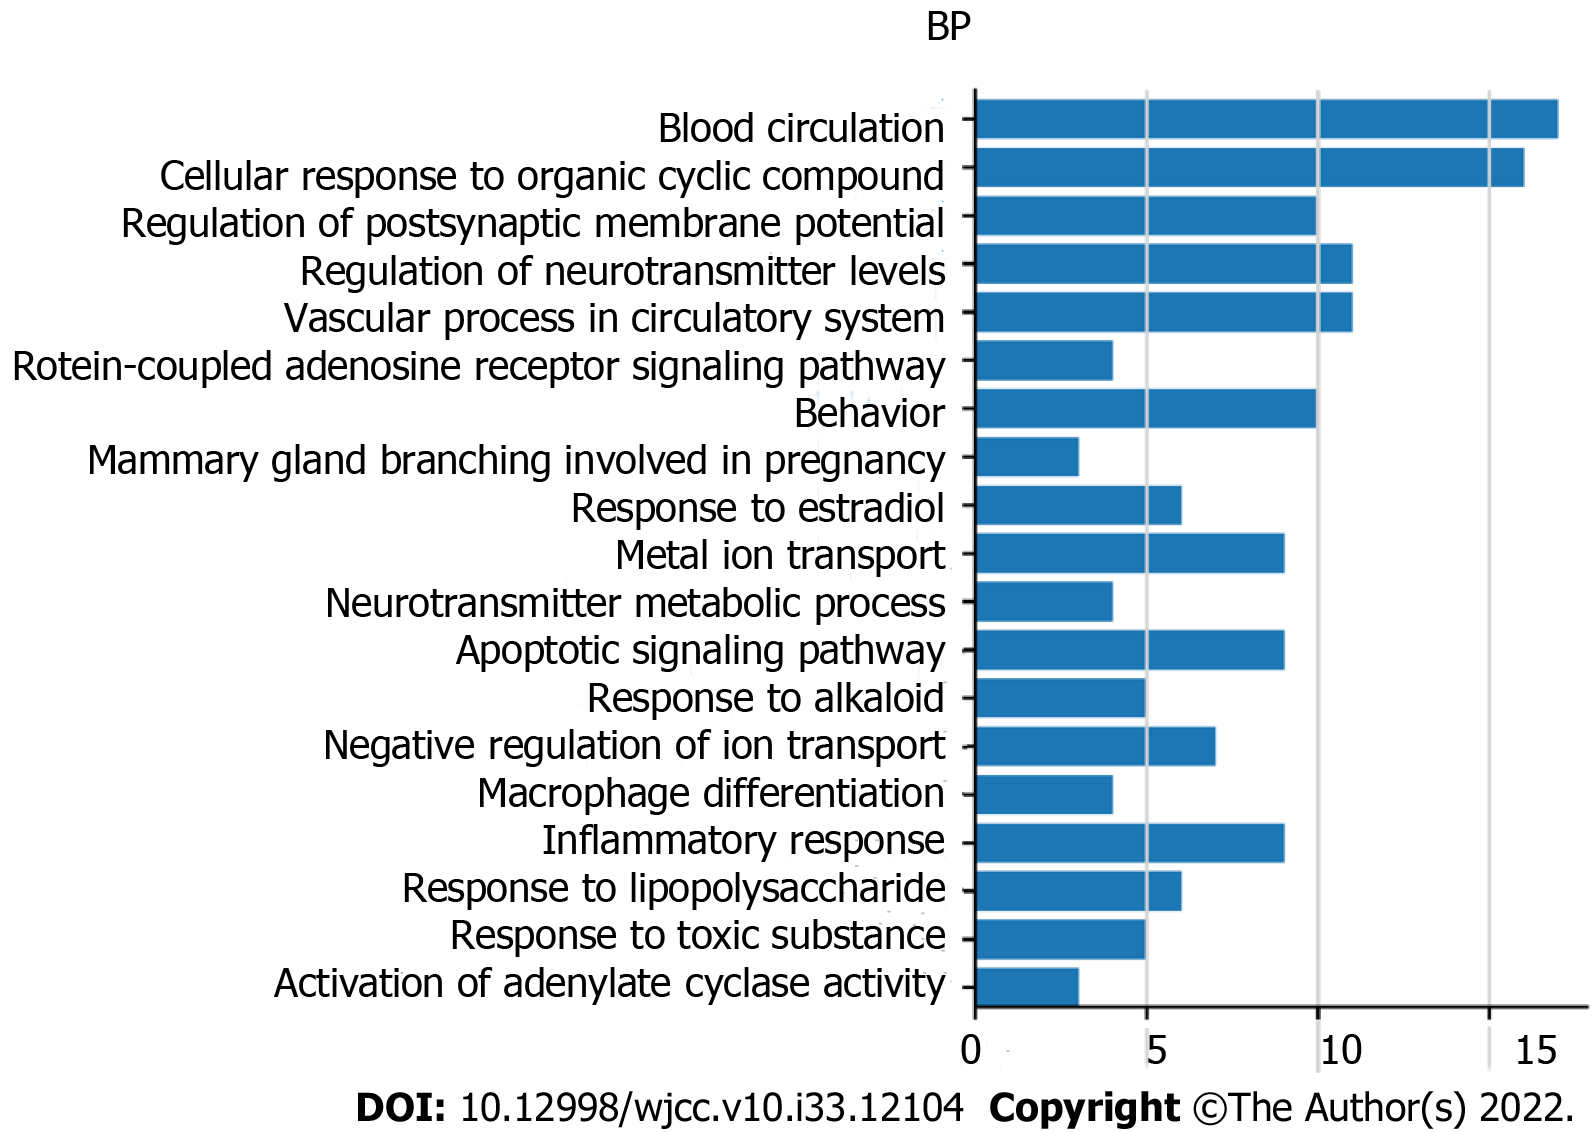 BP
Blood circulation
Cellular response to organic cyclic compound
Regulation of postsynaptic membrane potential
Regulation of neurotransmitter levels
Vascular process in circulatory system
Rotein-coupled adenosine receptor signaling pathway
Behavior
Mammary gland branching involved in pregnancy
Response to estradiol
Metal ion transport
Neurotransmitter metabolic process
Apoptotic signaling pathway
Response to alkaloid
Negative regulation of ion transport
Macrophage differentiation
Inflammatory response
Response to lipopolysaccharide
Response to toxic substance
Activation of adenylate cyclase activity
0 5 10 15
DOI: 10.12998/wjcc.v10.i33.12104 Copyright ©The Author(s) 2022.